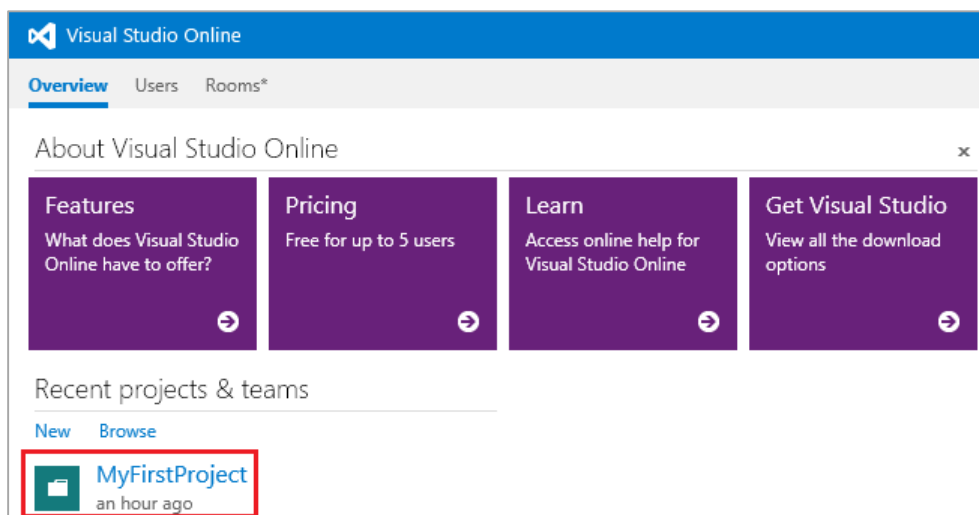 Visual Studio Online
Overview Users Rooms*
About Visual Studio Online
Features
What does Visual Studio
Online have to offer?
Pricing
Free for up to 5 users
Learn
Access online help for
Visual Studio Online
Get Visual Studio
View all the download
options
Recent projects & teams
New Browse
MyFirstProject
an hour ago